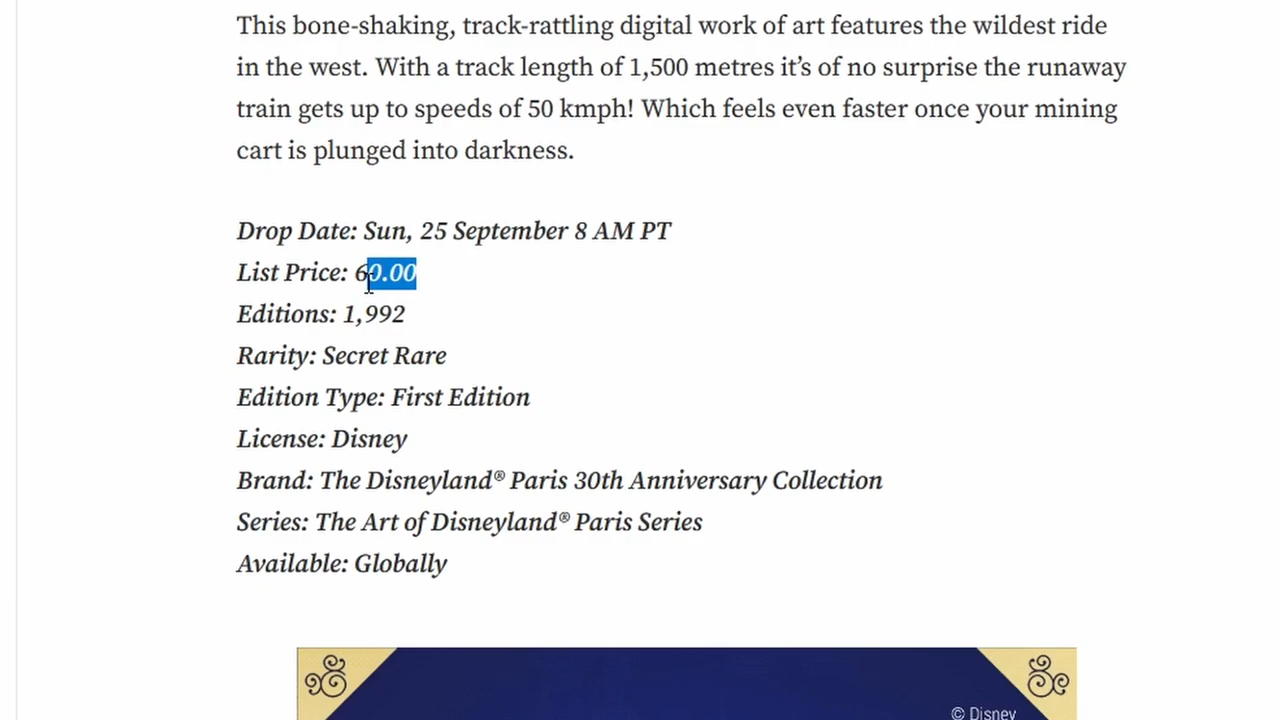 This bone-shaking, track-rattling digital work of art features the wildest ride
in the west. With a track length of 1,500 metres it’s of no surprise the runaway
train gets up to speeds of 50 kmph! Which feels even faster once your mining
cart is plunged into darkness.
Drop Date: Sun, 25 September 8 AM PT
List Price: 60.00
Editions: 1,992
Rarity: Secret Rare
Edition Type: First Edition
License: Disney
Brand: The Disneyland® Paris 30th Anniversary Collection
Series: The Art of Disneyland® Paris Series
Available: Globally
© Disney